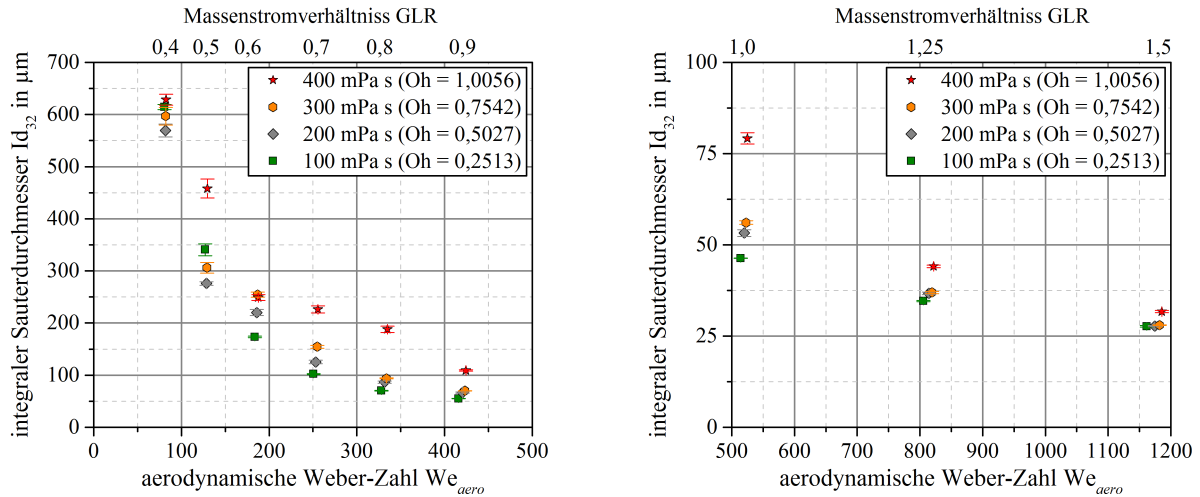 Massenstromverhältniss GLR
0,4 0,5 0,6 0,7 0,8 0,9
700
600
500
400
300
200
100
0
integraler Sauterdurchmesser Id32 in µm
400 mPa s (Oh = 1,0056)
300 mPa s (Oh = 0,7542)
200 mPa s (Oh = 0,5027)
100 mPa s (Oh = 0,2513)
0 100 200 300 400 500
aerodynamische Weber-Zahl Weaero
Massenstromverhältniss GLR
1,0 1,25 1,5
100
75
50
25
0
integraler Sauterdurchmesser Id32 in µm
400 mPa s (Oh = 1,0056)
300 mPa s (Oh = 0,7542)
200 mPa s (Oh = 0,5027)
100 mPa s (Oh = 0,2513)
500 600 700 800 900 1000 1100 1200
aerodynamische Weber-Zahl Weaero